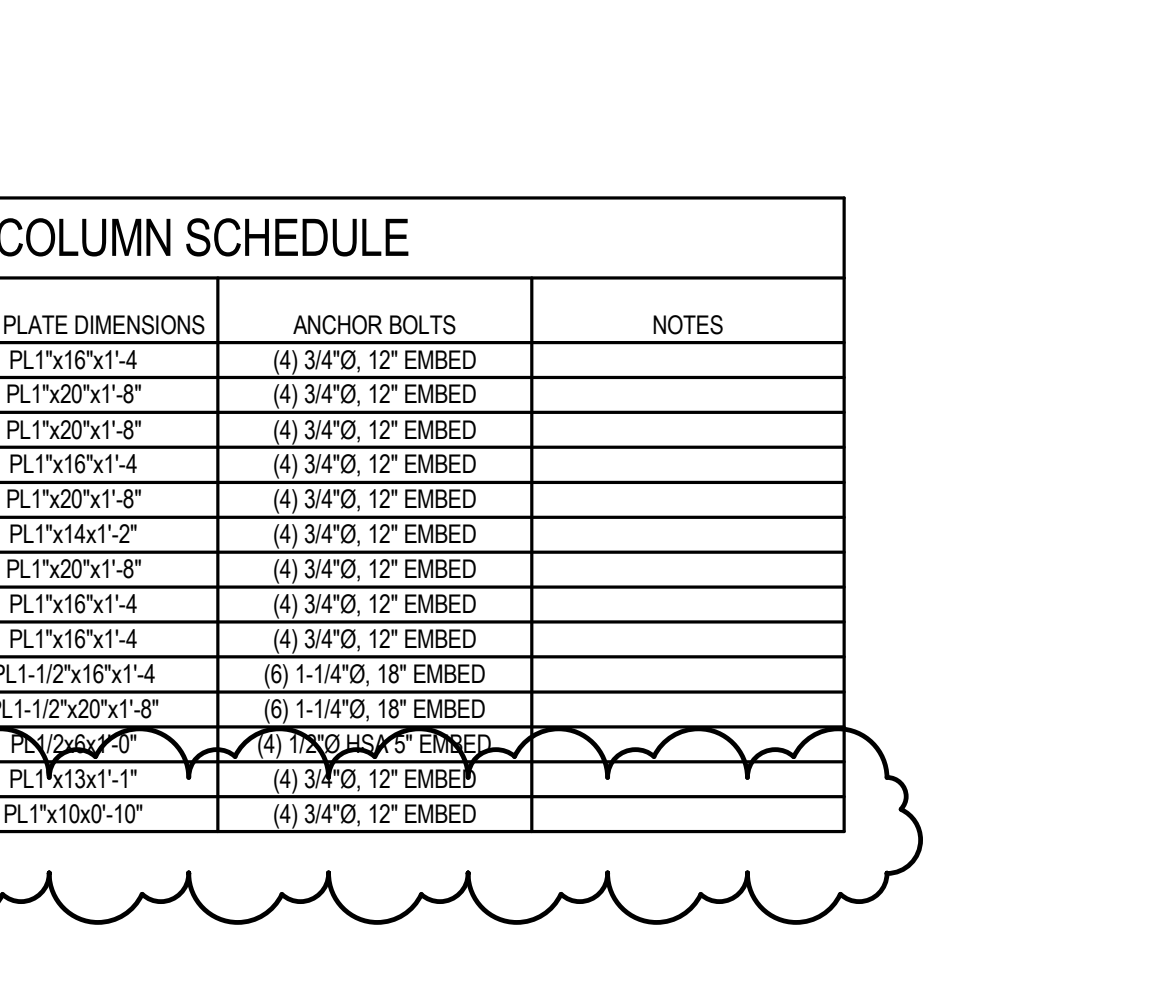 COLUMN SCHEDULE
PLATE DIMENSIONS ANCHOR BOLTS NOTES
PL1"x16"x1'-4 (4) 3/4"Ø, 12" EMBED
PL1"x20"x1'-8" (4) 3/4"Ø, 12" EMBED
PL1"x20"x1'-8" (4) 3/4"Ø, 12" EMBED
PL1"x16"x1'-4 (4) 3/4"Ø, 12" EMBED
PL1"x20"x1'-8" (4) 3/4"Ø, 12" EMBED
PL1"x14x1'-2" (4) 3/4"Ø, 12" EMBED
PL1"x20"x1'-8" (4) 3/4"Ø, 12" EMBED
PL1"x16"x1'-4 (4) 3/4"Ø, 12" EMBED
PL1"x16"x1'-4 (4) 3/4"Ø, 12" EMBED
PL1-1/2"x16"x1'-4 (6) 1-1/4"Ø, 18" EMBED
PL1-1/2"x20"x1'-8" (6) 1-1/4"Ø, 18" EMBED
PL1/2x6x1'-0" (4) 1/2"Ø HSA 5" EMBED
PL1"x13x1'-1" (4) 3/4"Ø, 12" EMBED
PL1"x10x0'-10" (4) 3/4"Ø, 12" EMBED